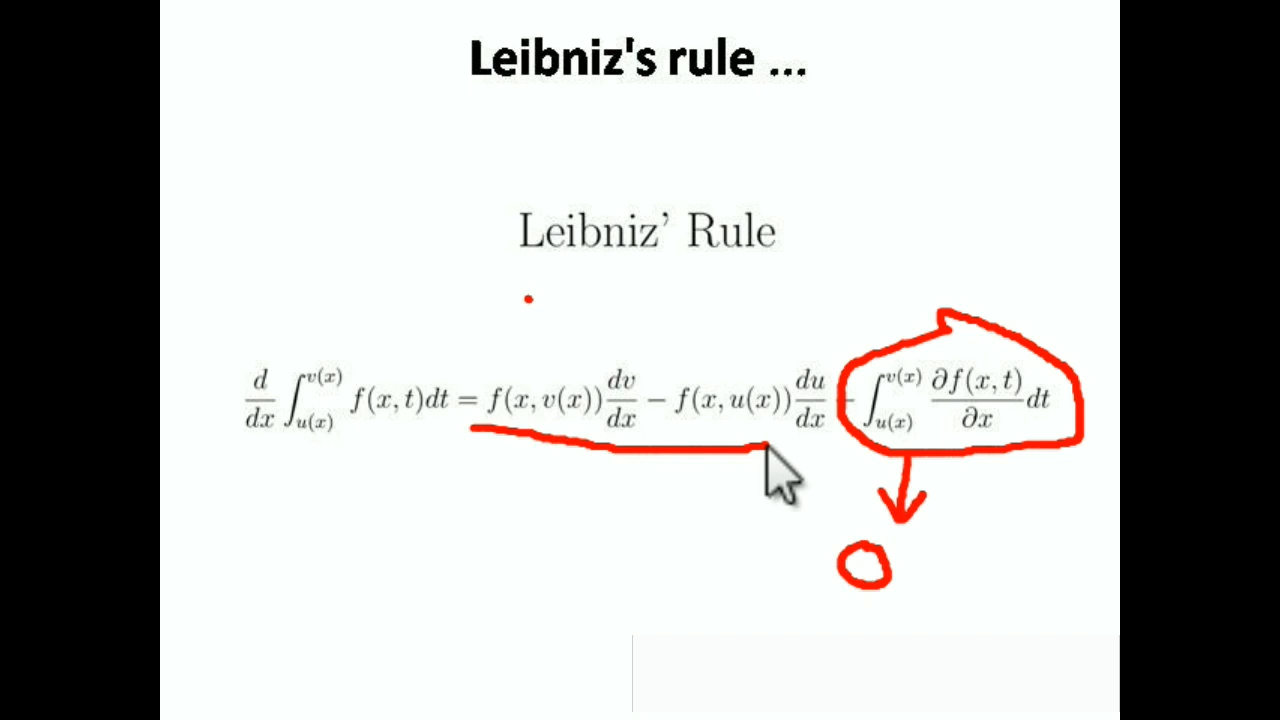 Leibniz's rule ...
Leibniz' Rule
d/dx ∫_{u(x)}^{v(x)} f(x, t)dt = f(x, v(x)) dv/dx − f(x, u(x)) du/dx ∫_{u(x)}^{v(x)} ∂f(x, t)/∂x dt
0